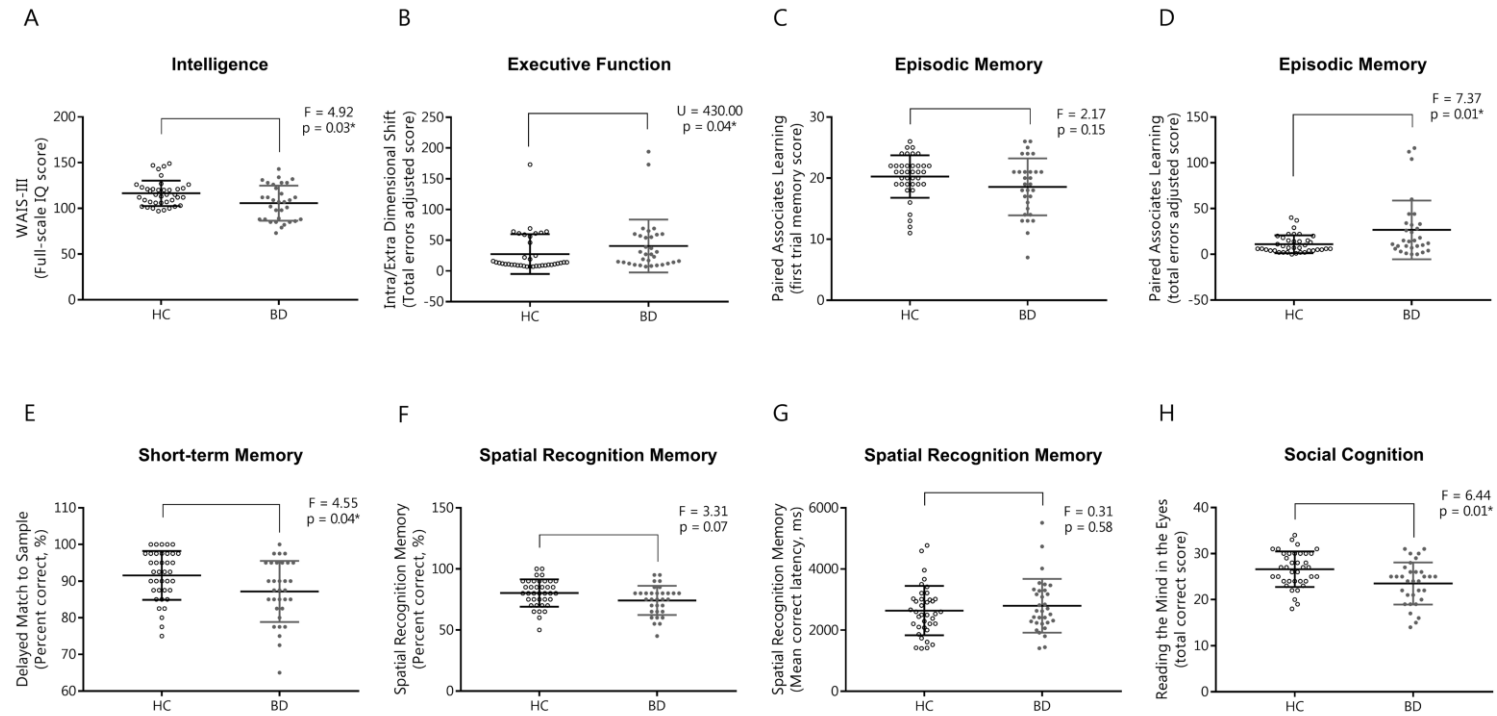 A
Intelligence
WAIS-III
(Full-scale IQ score)
200
150
100
50
0
F = 4.92
p = 0.03*
HC
BD
B
Executive Function
Intra/Extra Dimensional Shift
(Total errors adjusted score)
250
200
150
100
50
0
-50
U = 430.00
p = 0.04*
HC
BD
C
Episodic Memory
Paired Associates Learning
(first trial memory score)
30
20
10
0
F = 2.17
p = 0.15
HC
BD
D
Episodic Memory
Paired Associates Learning
(total errors adjusted score)
150
100
50
0
-50
F = 7.37
p = 0.01*
HC
BD
E
Short-term Memory
Delayed Match to Sample
(Percent correct, %)
110
100
90
80
70
60
F = 4.55
p = 0.04*
HC
BD
F
Spatial Recognition Memory
Spatial Recognition Memory
(Percent correct, %)
150
100
50
0
F = 3.31
p = 0.07
HC
BD
G
Spatial Recognition Memory
Spatial Recognition Memory
(Mean correct latency, ms)
6000
4000
2000
0
F = 0.31
p = 0.58
HC
BD
H
Social Cognition
Reading the Mind in the Eyes
(total correct score)
40
30
20
10
0
F = 6.44
p = 0.01*
HC
BD